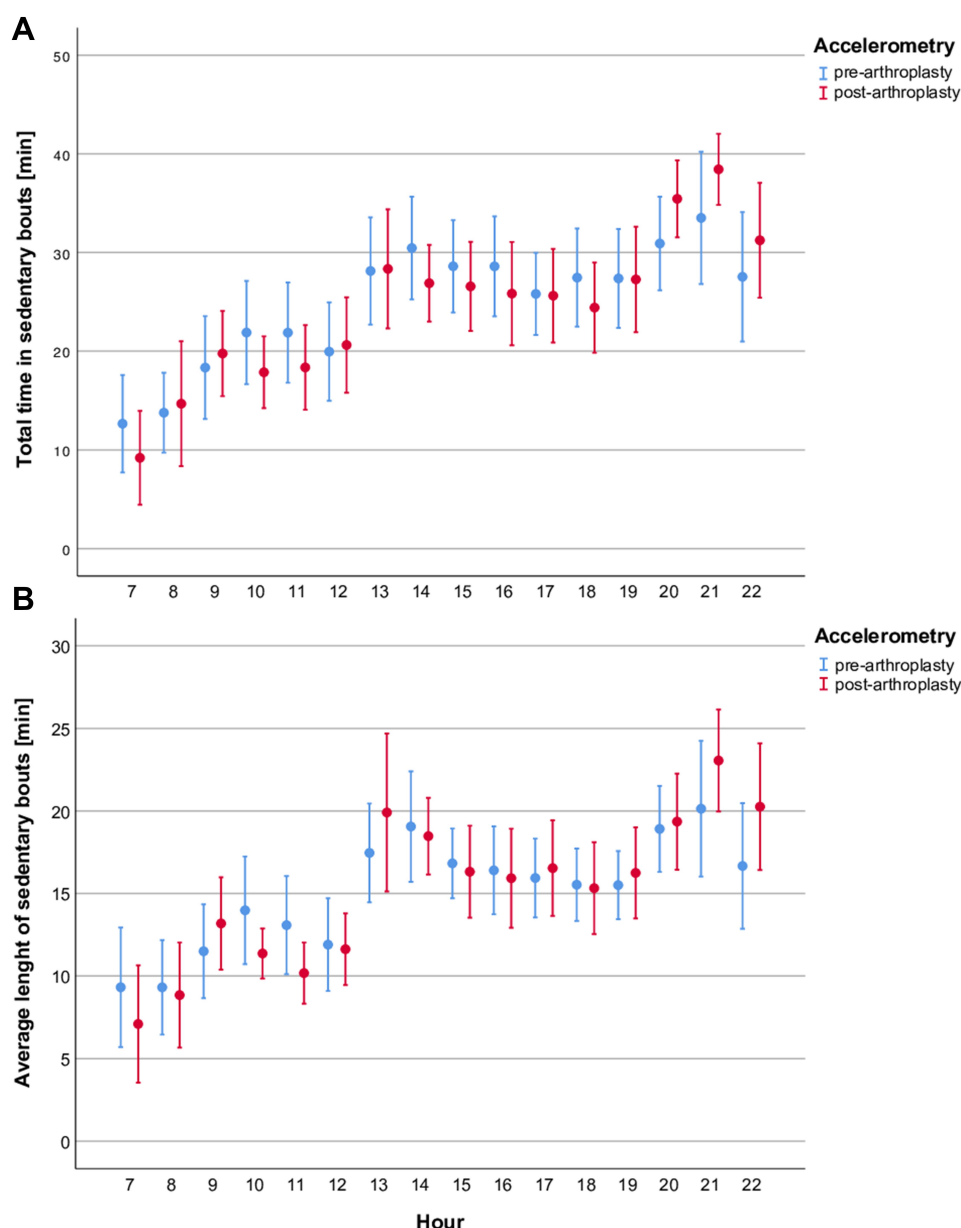 A
Accelerometry
pre-arthroplasty
post-arthroplasty
Total time in sedentary bouts [min]
50
40
30
20
10
0
7 8 9 10 11 12 13 14 15 16 17 18 19 20 21 22
B
Accelerometry
pre-arthroplasty
post-arthroplasty
Average lenght of sedentary bouts [min]
30
25
20
15
10
5
0
7 8 9 10 11 12 13 14 15 16 17 18 19 20 21 22
Hour